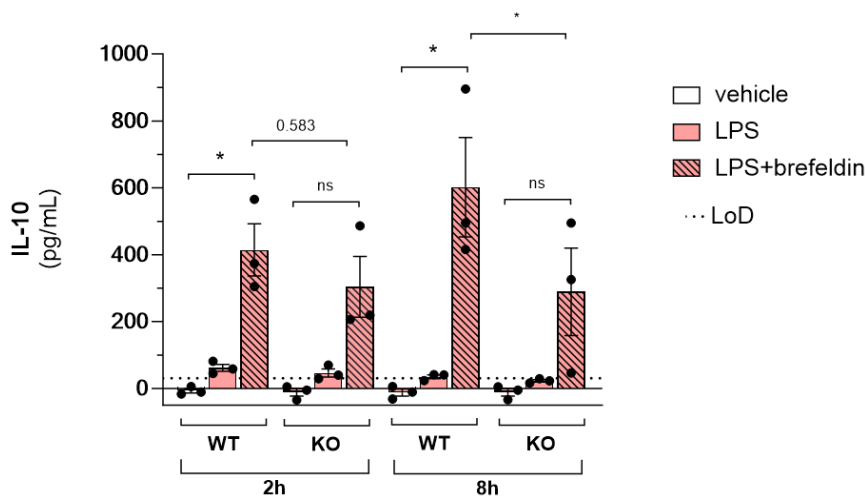 *
1000
*
vehicle
800
LPS
0.583
*
LPS+brefeldin
600
ns
ns
LoD
IL-10
(pg/mL)
400
200
0
WT
KO
WT
KO
2h
8h